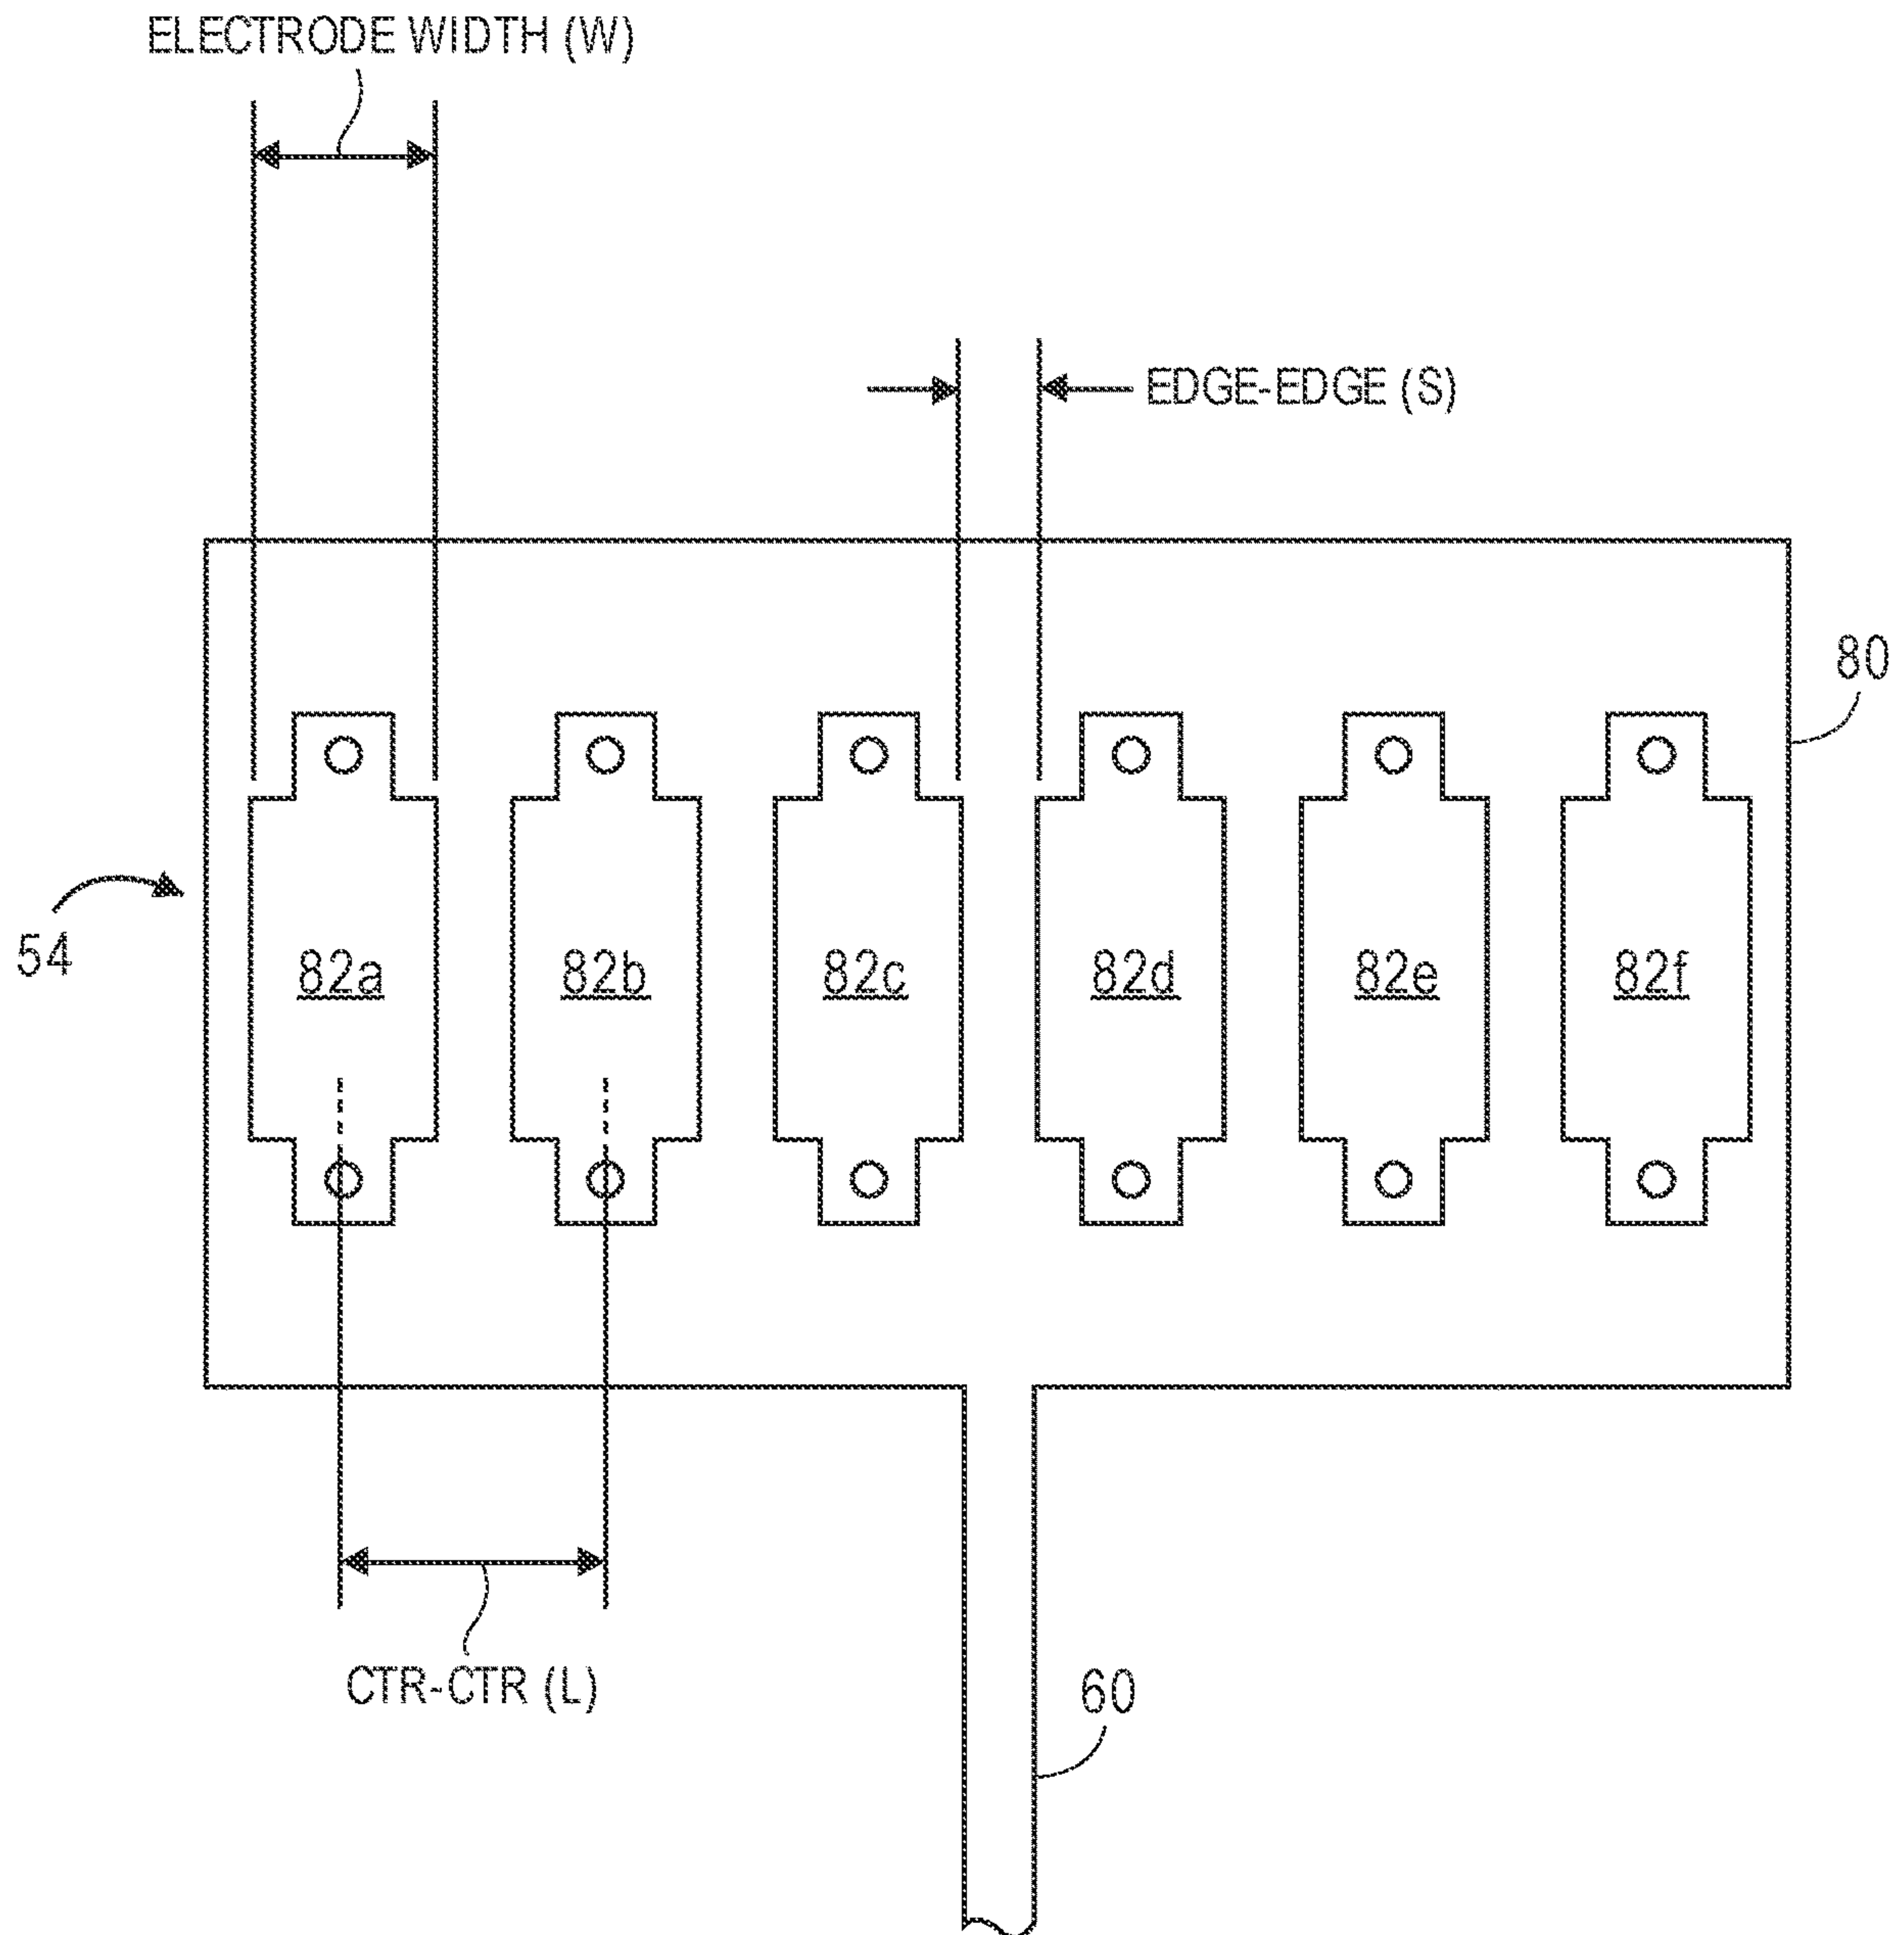 ELECTRODE WIDTH (W)
EDGE-EDGE (S)
80
54
82a 82b 82c 82d 82e 82f
CTR-CTR (L)
60